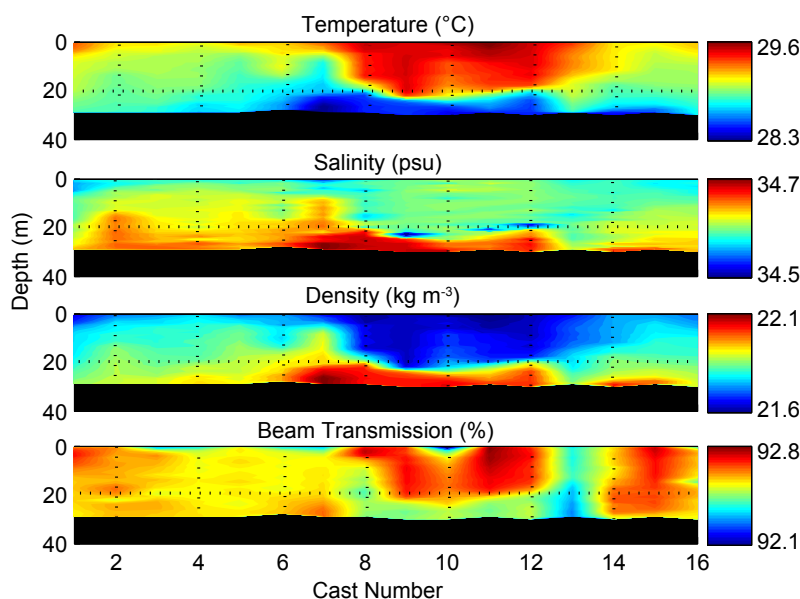 Temperature (°C)
0
20
40
29.6
28.3
Salinity (psu)
0
20
40
34.7
34.5
Depth (m)
Density (kg m-3)
0
20
40
22.1
21.6
Beam Transmission (%)
0
20
40
92.8
92.1
2 4 6 8 10 12 14 16
Cast Number